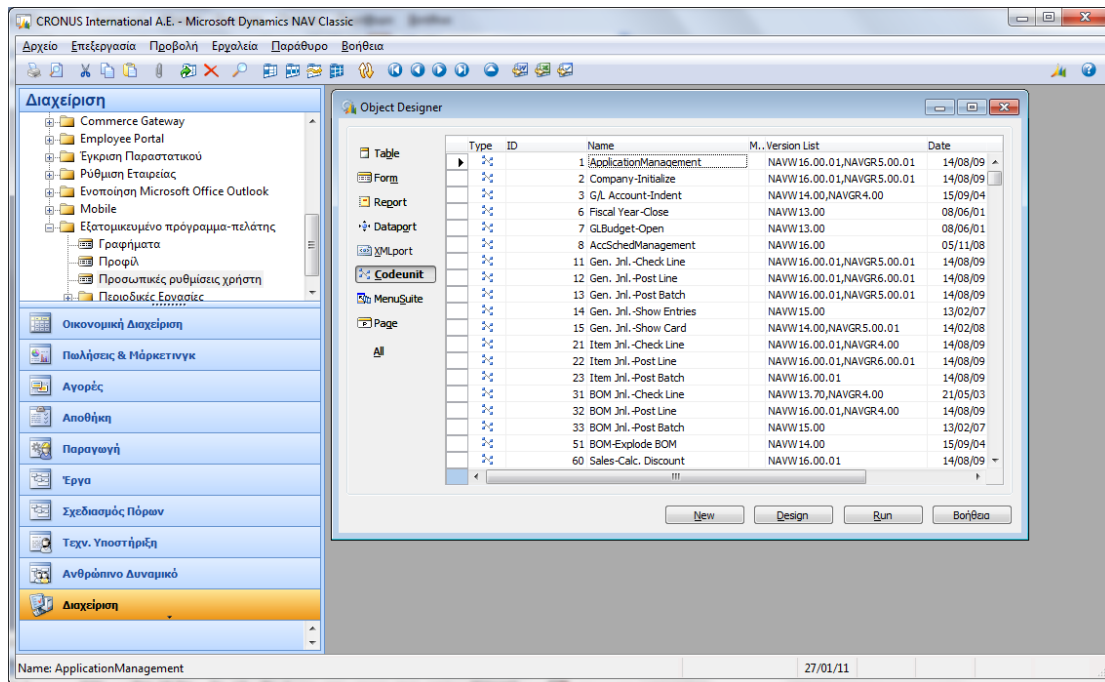 CRONUS International A.E. - Microsoft Dynamics NAV Classic
Αρχείο Επεξεργασία Προβολή Εργαλεία Παράθυρο Βοήθεια
Διαχείριση
Commerce Gateway
Employee Portal
Έγκριση Παραστατικού
Ρύθμιση Εταιρείας
Ενοποίηση Microsoft Office Outlook
Mobile
Εξατομικευμένο πρόγραμμα-πελάτης
Γραφήματα
Προφίλ
Προσωπικές ρυθμίσεις χρήστη
Περιοδικές Εργασίες
Οικονομική Διαχείριση
Πωλήσεις & Μάρκετινγκ
Αγορές
Αποθήκη
Παραγωγή
Έργα
Σχεδιασμός Πόρων
Τεχν. Υποστήριξη
Ανθρώπινο Δυναμικό
Διαχείριση
Object Designer
Table
Form
Report
Dataport
XMLport
Codeunit
MenuSuite
Page
All
Type ID Name M.. Version List Date
1 ApplicationManagement NAVW16.00.01,NAVGR5.00.01 14/08/09
2 Company-Initialize NAVW16.00.01,NAVGR5.00.01 14/08/09
3 G/L Account-Indent NAVW14.00,NAVGR4.00 15/09/04
6 Fiscal Year-Close NAVW13.00 08/06/01
7 GLBudget-Open NAVW13.00 08/06/01
8 AccSchedManagement NAVW16.00 05/11/08
11 Gen. Jnl.-Check Line NAVW16.00.01,NAVGR5.00.01 14/08/09
12 Gen. Jnl.-Post Line NAVW16.00.01,NAVGR6.00.01 14/08/09
13 Gen. Jnl.-Post Batch NAVW16.00.01,NAVGR5.00.01 14/08/09
14 Gen. Jnl.-Show Entries NAVW15.00 13/02/07
15 Gen. Jnl.-Show Card NAVW14.00,NAVGR5.00.01 14/02/08
21 Item Jnl.-Check Line NAVW16.00.01,NAVGR4.00 14/08/09
22 Item Jnl.-Post Line NAVW16.00.01,NAVGR6.00.01 14/08/09
23 Item Jnl.-Post Batch NAVW16.00.01 14/08/09
31 BOM Jnl.-Check Line NAVW13.70,NAVGR4.00 21/05/03
32 BOM Jnl.-Post Line NAVW16.00.01,NAVGR4.00 14/08/09
33 BOM Jnl.-Post Batch NAVW15.00 13/02/07
51 BOM-Explode BOM NAVW14.00 15/09/04
60 Sales-Calc. Discount NAVW16.00.01 14/08/09
New Design Run Βοήθεια
Name: ApplicationManagement 27/01/11